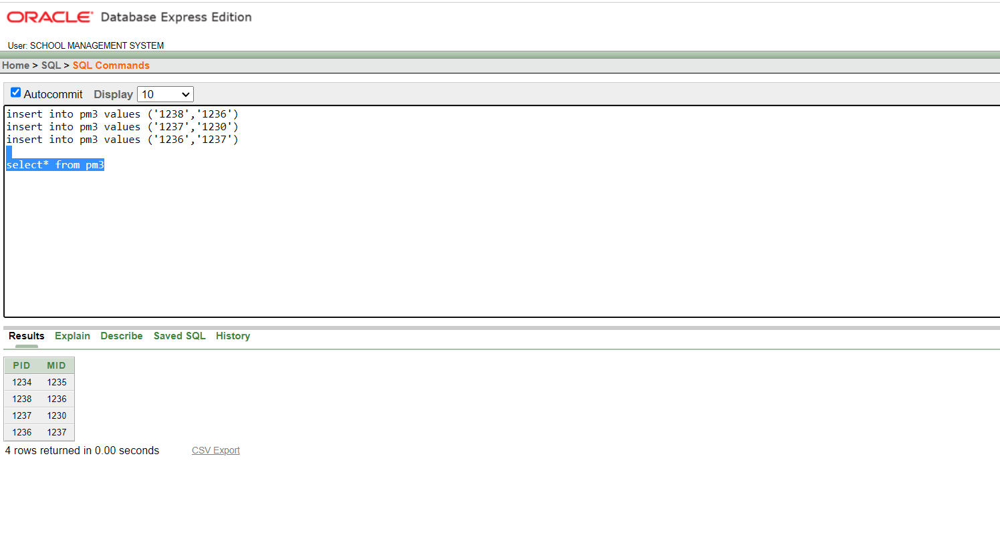 ORACLE Database Express Edition
User: SCHOOL MANAGEMENT SYSTEM
Home > SQL > SQL Commands
Autocommit Display 10
insert into pm3 values ('1238','1236')
insert into pm3 values ('1237','1230')
insert into pm3 values ('1236','1237')
select* from pm3
Results Explain Describe Saved SQL History
PID MID
1234 1235
1238 1236
1237 1230
1236 1237
4 rows returned in 0.00 seconds CSV Export